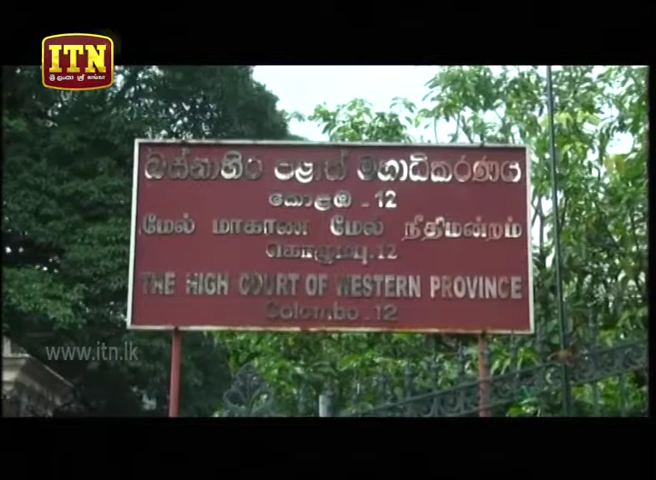 ITN
ශ්‍රී ලංකා ஸ்ரீ லங்கா
බස්නාහිර පළාත් මහාධිකරණය
කොළඹ - 12
மேல் மாகாண மேல் நீதிமன்றம்
கொழும்பு - 12
THE HIGH COURT OF WESTERN PROVINCE
COLOMBO - 12
www.itn.lk